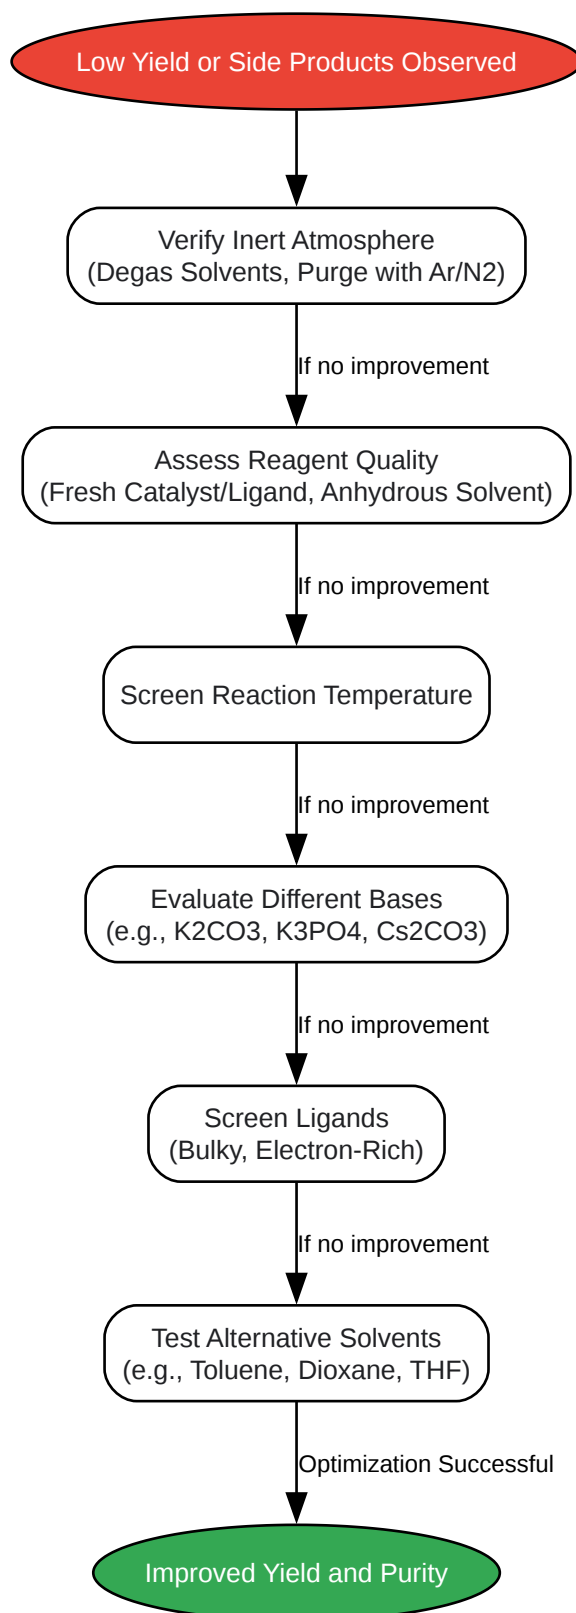 Low Yield or Side Products Observed
Verify Inert Atmosphere
(Degas Solvents, Purge with Ar/N2)
If no improvement
Assess Reagent Quality
(Fresh Catalyst/Ligand, Anhydrous Solvent)
If no improvement
Screen Reaction Temperature
If no improvement
Evaluate Different Bases
(e.g., K2CO3, K3PO4, Cs2CO3)
If no improvement
Screen Ligands
(Bulky, Electron-Rich)
If no improvement
Test Alternative Solvents
(e.g., Toluene, Dioxane, THF)
Optimization Successful
Improved Yield and Purity